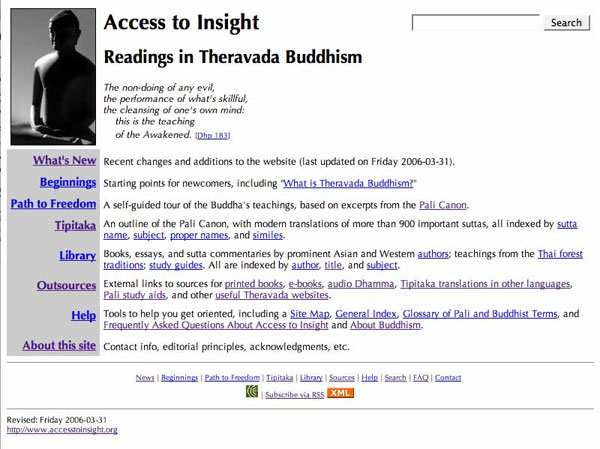 Access to Insight
Search
Readings in Theravada Buddhism
The non-doing of any evil,
the performance of what's skillful,
the cleansing of one's own mind:
this is the teaching
of the Awakened. [Dhp 183]
What's New Recent changes and additions to the website (last updated on Friday 2006-03-31).
Beginnings Starting points for newcomers, including "What is Theravada Buddhism?"
Path to Freedom A self-guided tour of the Buddha's teachings, based on excerpts from the Pali Canon.
Tipitaka An outline of the Pali Canon, with modern translations of more than 900 important suttas, all indexed by sutta
name, subject, proper names, and similes.
Library Books, essays, and sutta commentaries by prominent Asian and Western authors; teachings from the Thai forest
traditions; study guides. All are indexed by author, title, and subject.
Outsources External links to sources for printed books, e-books, audio Dhamma, Tipitaka translations in other languages,
Pali study aids, and other useful Theravada websites.
Help Tools to help you get oriented, including a Site Map, General Index, Glossary of Pali and Buddhist Terms, and
Frequently Asked Questions About Access to Insight and About Buddhism.
About this site Contact info, editorial principles, acknowledgments, etc.
News | Beginnings | Path to Freedom | Tipitaka | Library | Sources | Help | Search | FAQ | Contact
| Subscribe via RSS XML
Revised: Friday 2006-03-31
http://www.accesstoinsight.org